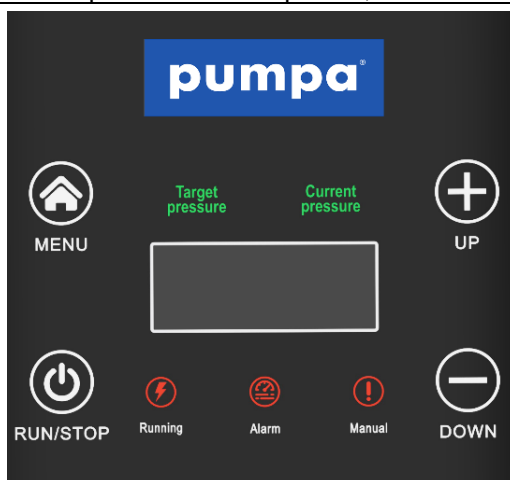 pumpa®
Target
pressure
Current
pressure
MENU
UP
RUN/STOP
Running
Alarm
Manual
DOWN